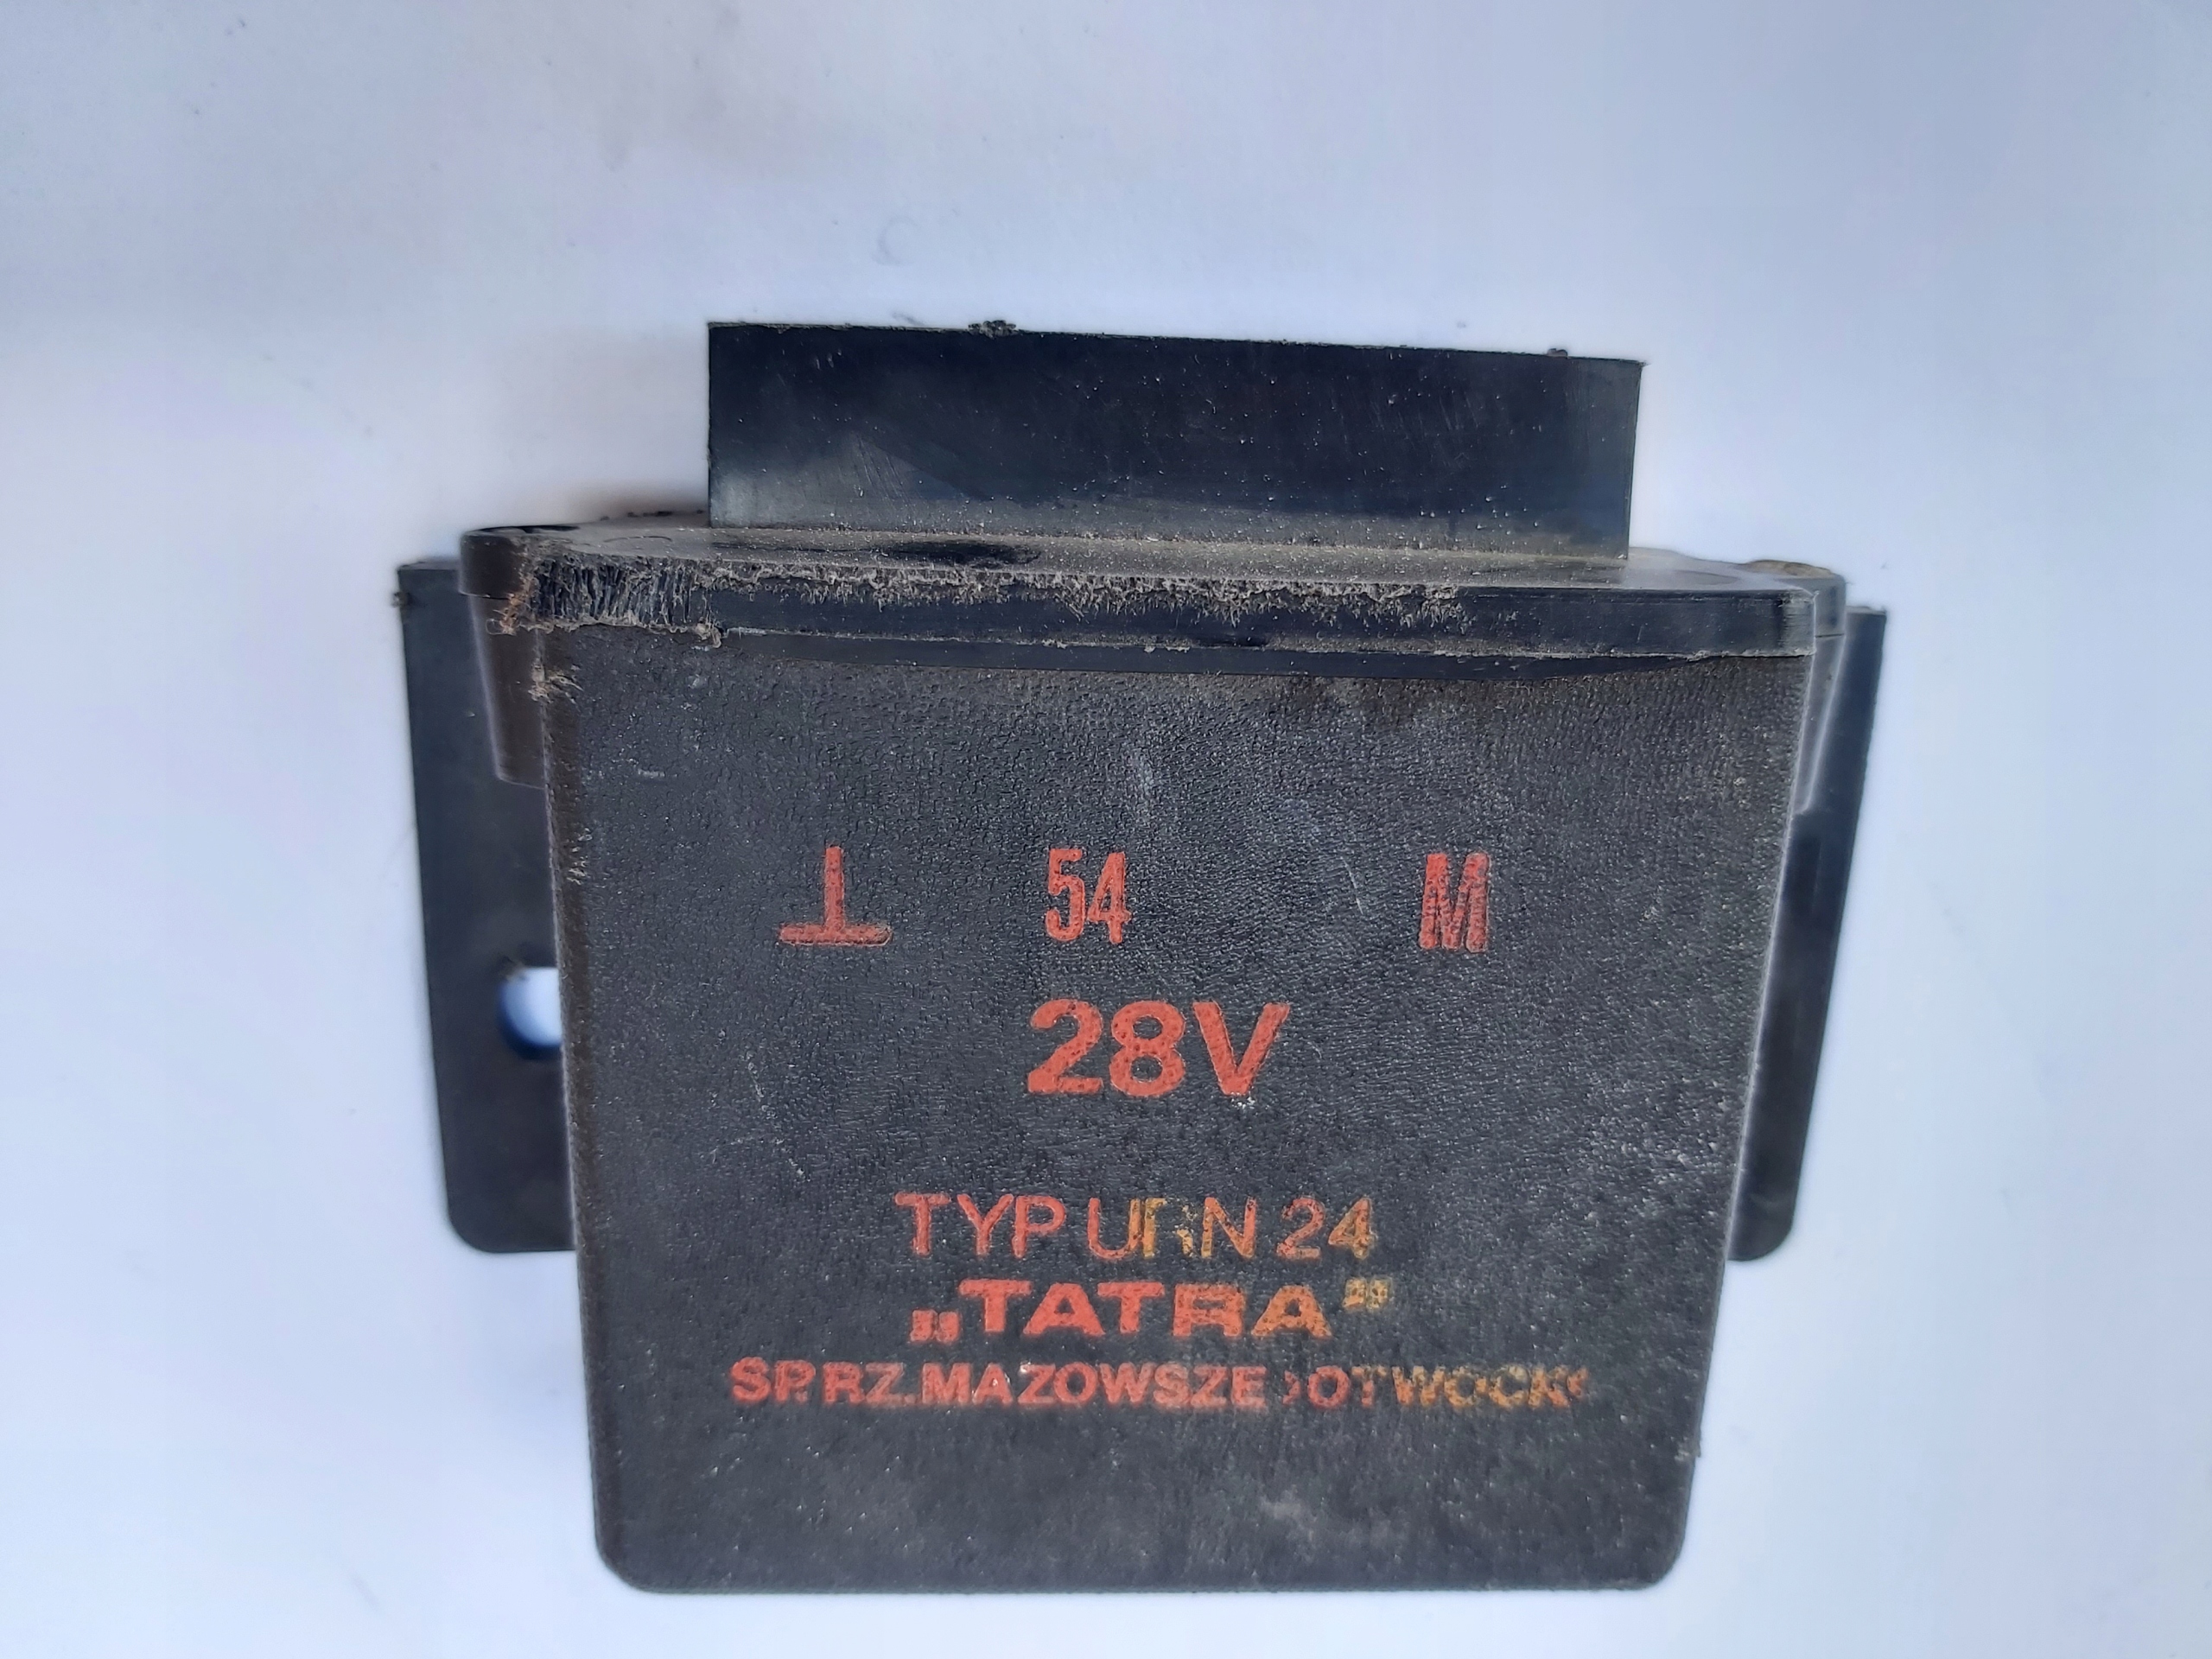 ⊥ 54 M
28V
TYP URN 24
„TATRA”
SP. RZ. MAZOWSZE ›OTWOCK‹